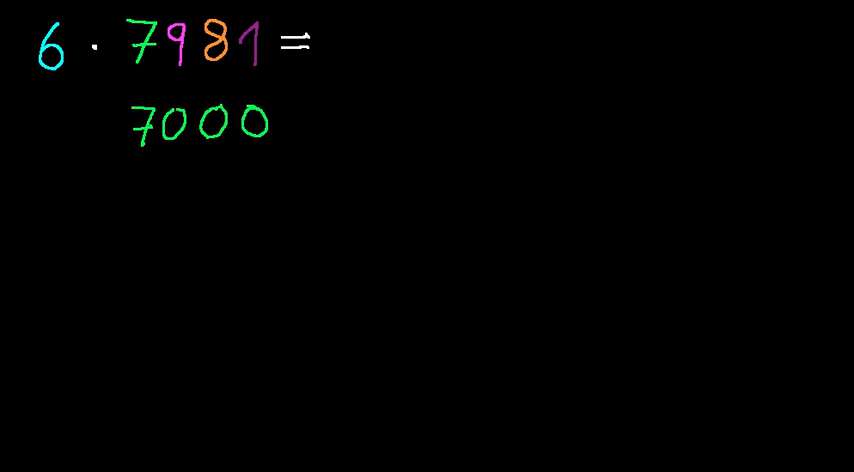 6 · 7981 =
7000